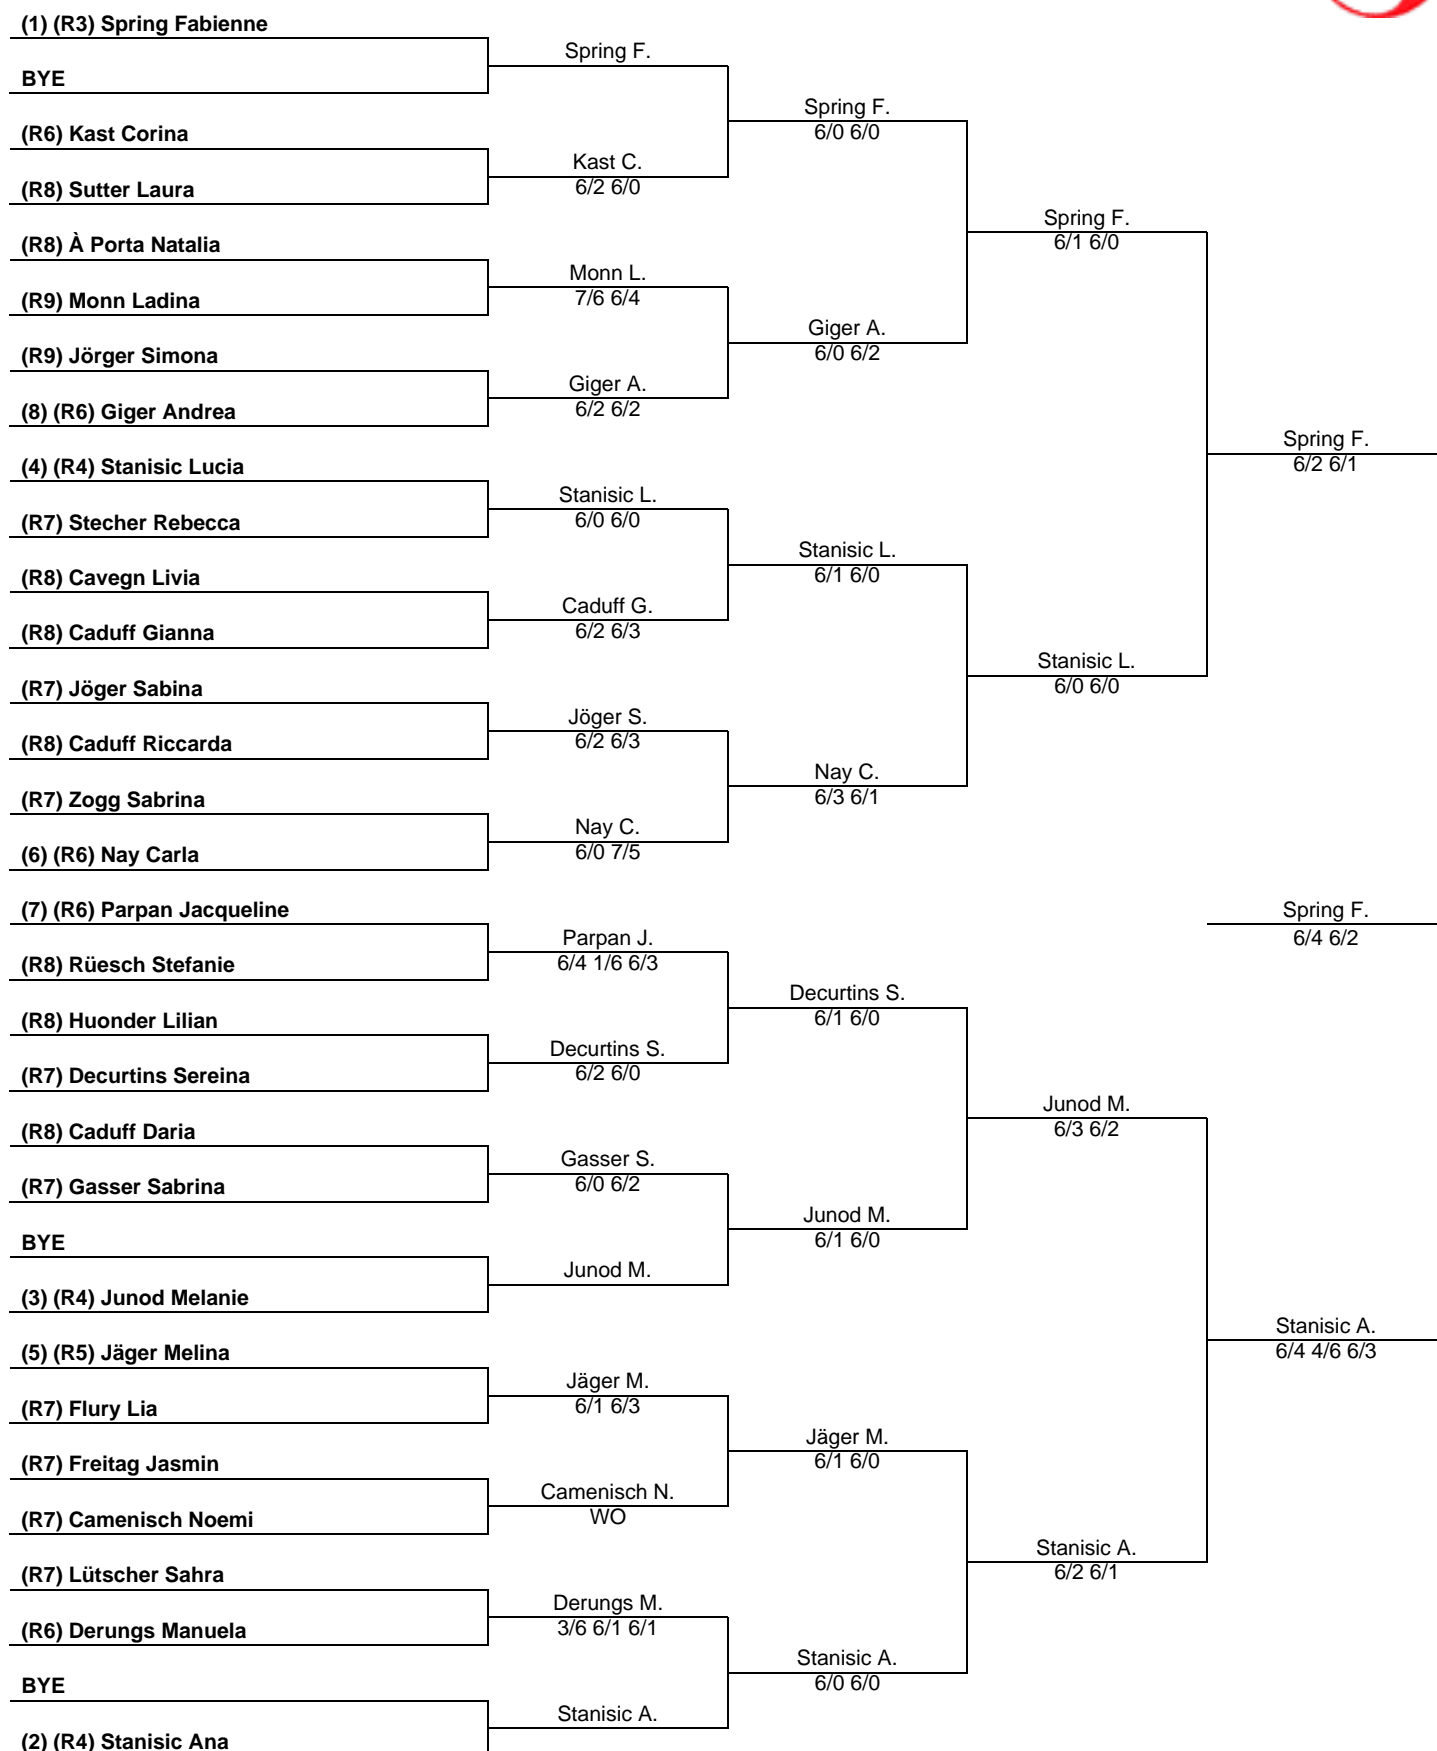 (1) (R3) Spring Fabienne
BYE
(R6) Kast Corina
(R8) Sutter Laura
(R8) À Porta Natalia
(R9) Monn Ladina
(R9) Jörger Simona
(8) (R6) Giger Andrea
(4) (R4) Stanisic Lucia
(R7) Stecher Rebecca
(R8) Cavegn Livia
(R8) Caduff Gianna
(R7) Jöger Sabina
(R8) Caduff Riccarda
(R7) Zogg Sabrina
(6) (R6) Nay Carla
(7) (R6) Parpan Jacqueline
(R8) Rüesch Stefanie
(R8) Huonder Lilian
(R7) Decurtins Sereina
(R8) Caduff Daria
(R7) Gasser Sabrina
BYE
(3) (R4) Junod Melanie
(5) (R5) Jäger Melina
(R7) Flury Lia
(R7) Freitag Jasmin
(R7) Camenisch Noemi
(R7) Lütscher Sahra
(R6) Derungs Manuela
BYE
(2) (R4) Stanisic Ana
Spring F.
Kast C.
6/2 6/0
Monn L.
7/6 6/4
Giger A.
6/2 6/2
Stanisic L.
6/0 6/0
Caduff G.
6/2 6/3
Jöger S.
6/2 6/3
Nay C.
6/0 7/5
Parpan J.
6/4 1/6 6/3
Decurtins S.
6/2 6/0
Gasser S.
6/0 6/2
Junod M.
Jäger M.
6/1 6/3
Camenisch N.
WO
Derungs M.
3/6 6/1 6/1
Stanisic A.
Spring F.
6/0 6/0
Giger A.
6/0 6/2
Stanisic L.
6/1 6/0
Nay C.
6/3 6/1
Decurtins S.
6/1 6/0
Junod M.
6/1 6/0
Jäger M.
6/1 6/0
Stanisic A.
6/0 6/0
Spring F.
6/1 6/0
Stanisic L.
6/0 6/0
Junod M.
6/3 6/2
Stanisic A.
6/2 6/1
Spring F.
6/2 6/1
Stanisic A.
6/4 4/6 6/3
Spring F.
6/4 6/2